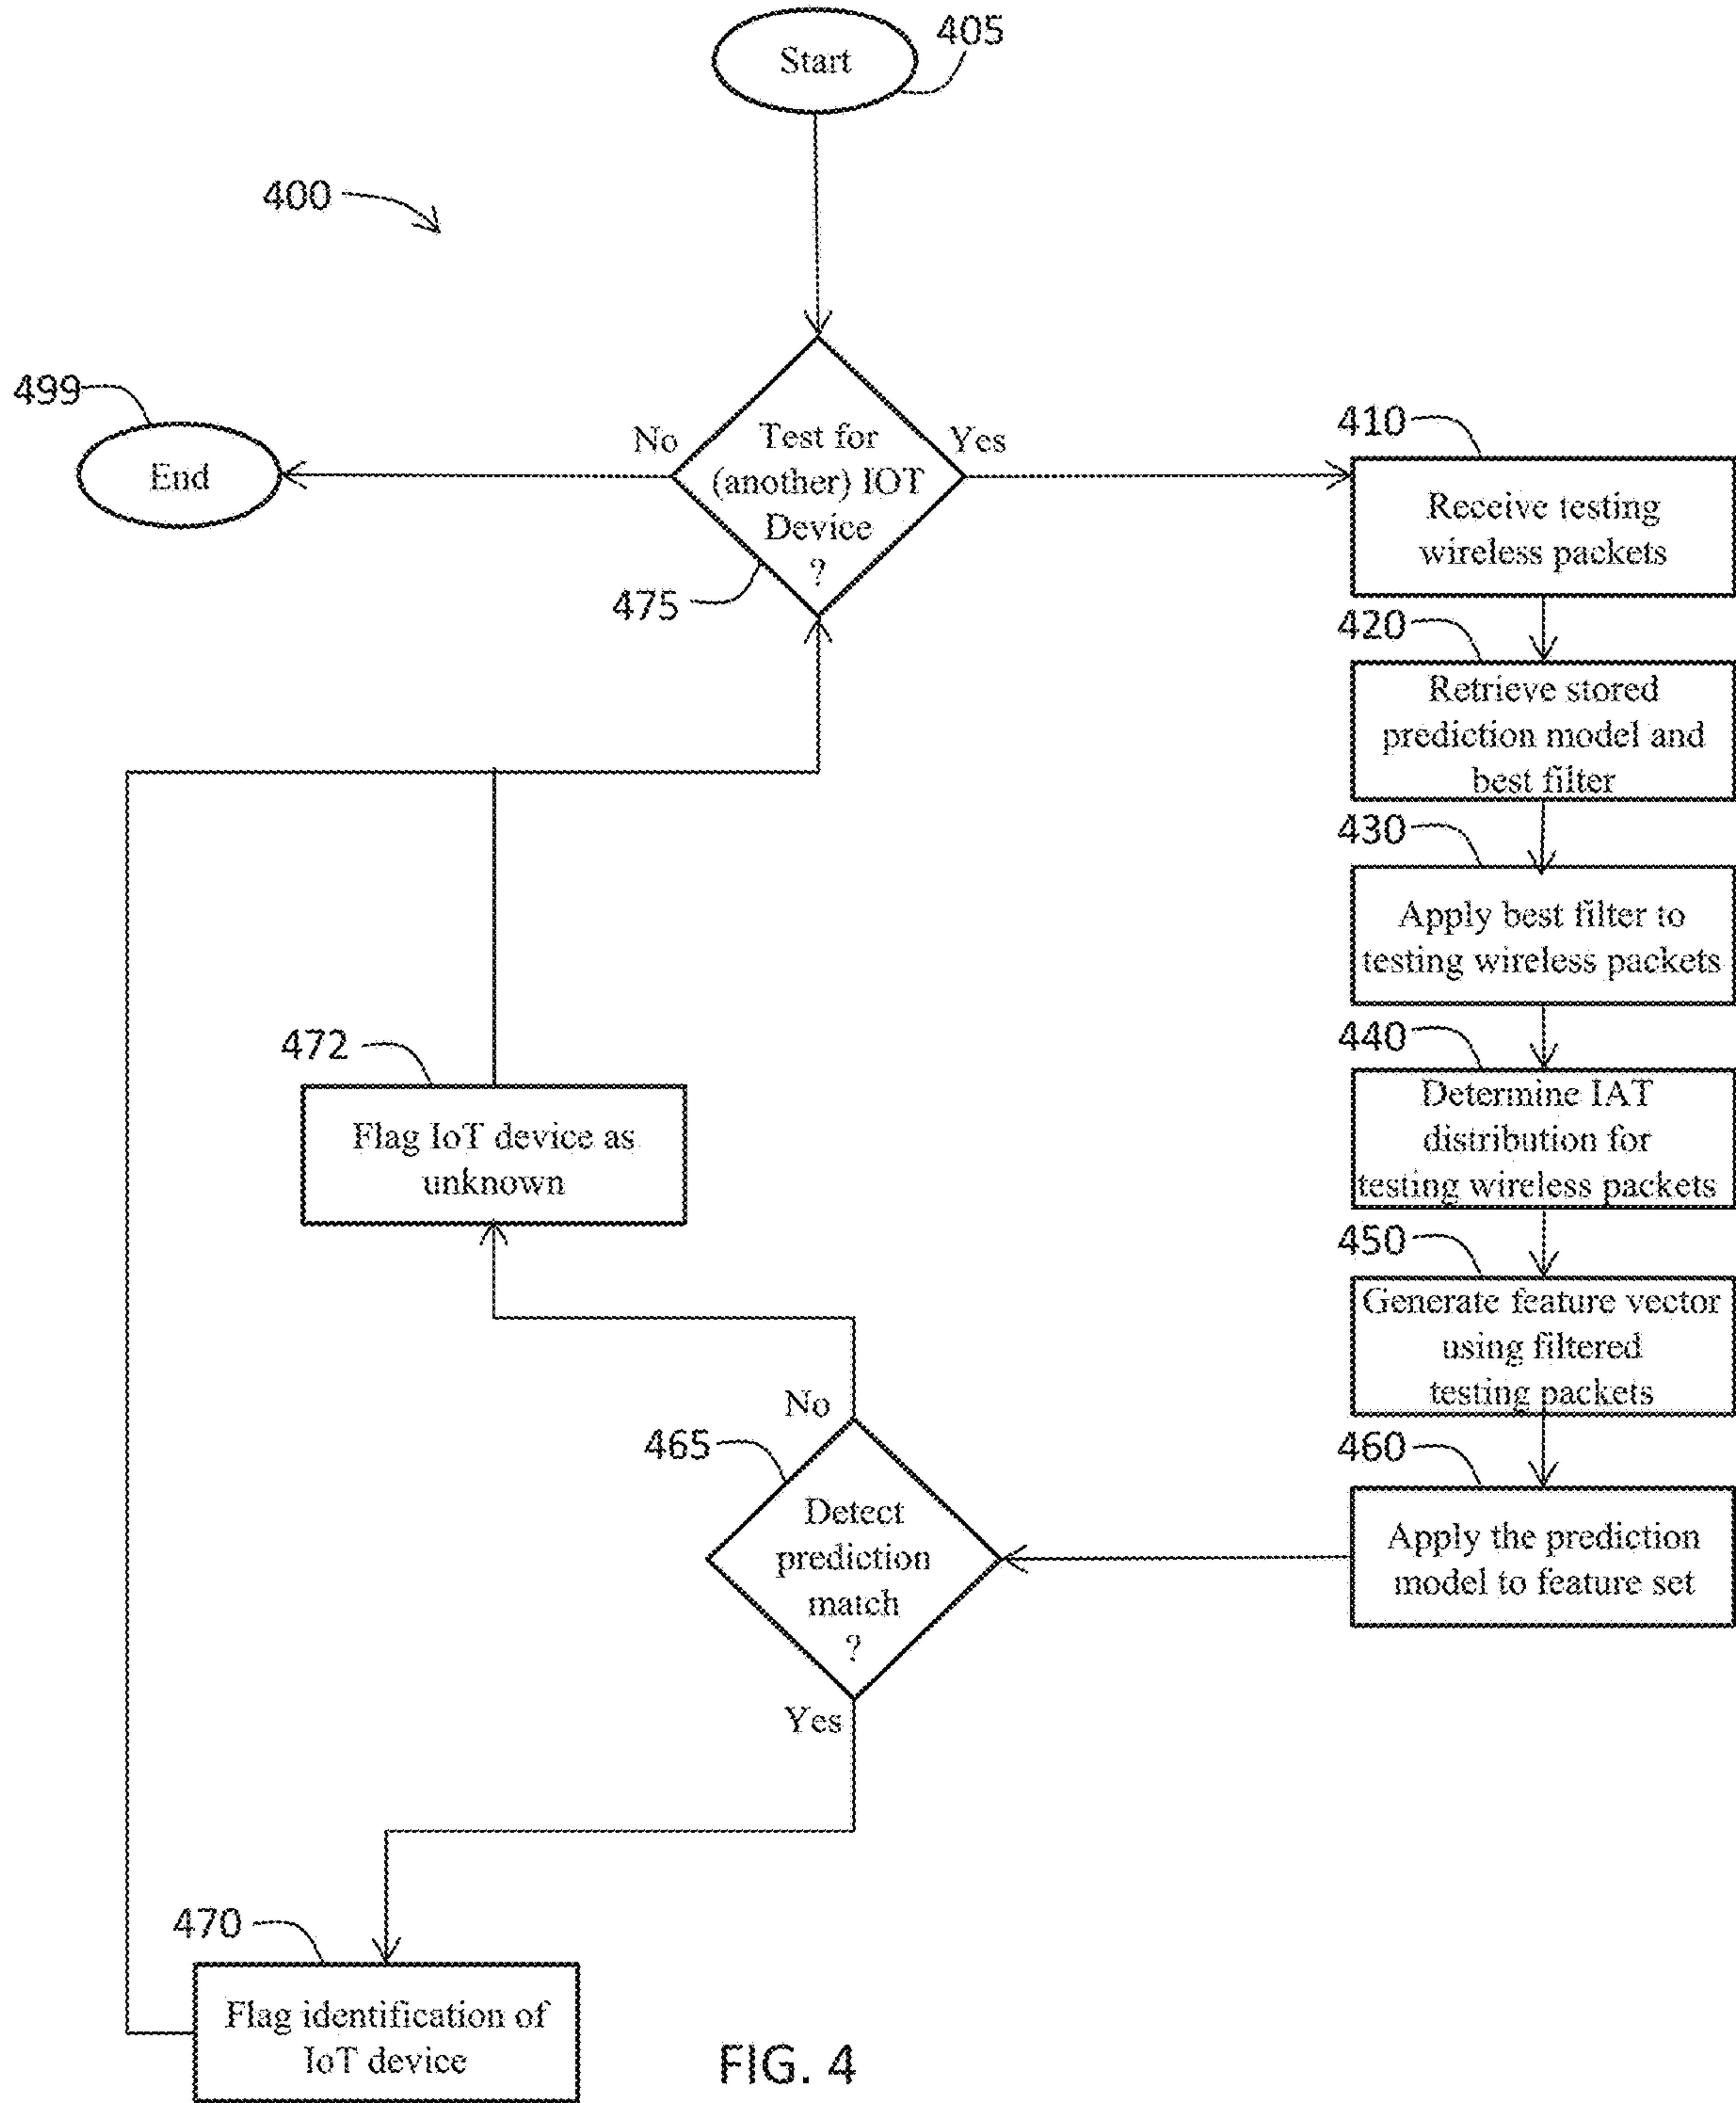 Start
405
400
499
End
No
Test for
(another) IOT
Device
?
Yes
475
410
Receive testing
wireless packets
420
Retrieve stored
prediction model and
best filter
430
Apply best filter to
testing wireless packets
440
Determine IAT
distribution for
testing wireless packets
450
Generate feature vector
using filtered
testing packets
460
Apply the prediction
model to feature set
472
Flag IoT device as
unknown
No
465
Detect
prediction
match
?
Yes
470
Flag identification of
IoT device
FIG. 4